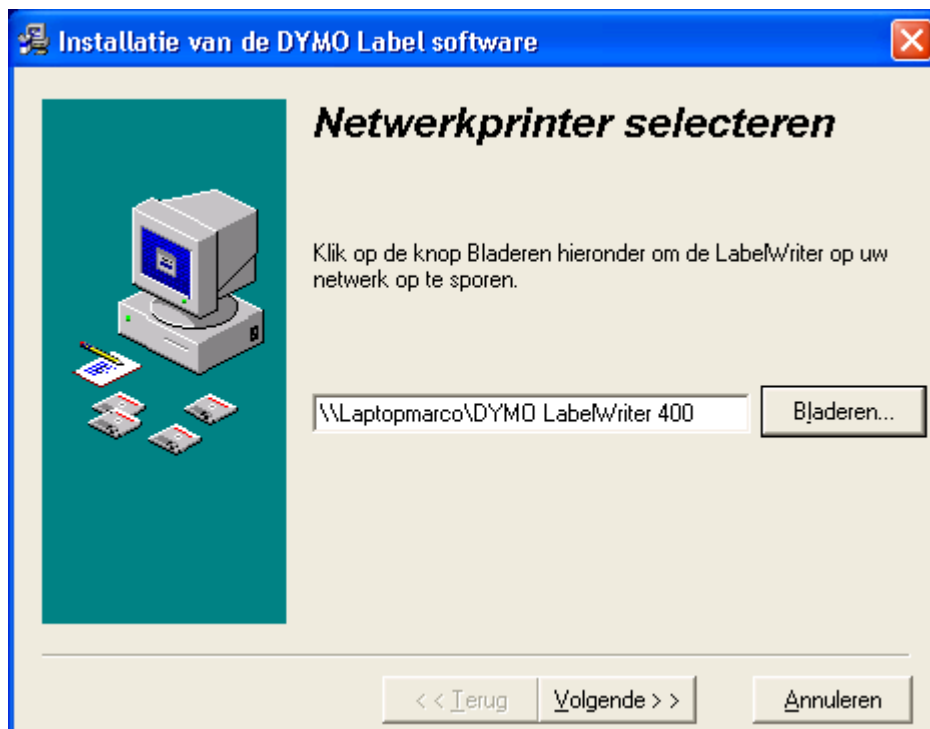 Installatie van de DYMO Label software
Netwerkprinter selecteren
Klik op de knop Bladeren hieronder om de LabelWriter op uw
netwerk op te sporen.
\\Laptopmarco\DYMO LabelWriter 400
Bladeren...
< < Terug
Volgende > >
Annuleren